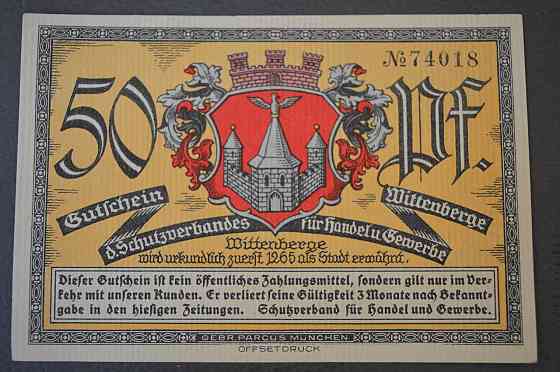 № 74018
50 Pf.
Gutschein Wittenberge
d. Schutzverbandes für Handel u. Gewerbe
Wittenberge
wird urkundlich zuerst 1265 als Stadt erwähnt.
Dieser Gutschein ist kein öffentliches Zahlungsmittel, sondern gilt nur im Ver-
kehr mit unseren Kunden. Er verliert seine Gültigkeit 3 Monate nach Bekannt-
gabe in den hiesigen Zeitungen. Schutzverband für Handel und Gewerbe.
GEBR. PARCUS MÜNCHEN
OFFSETDRUCK